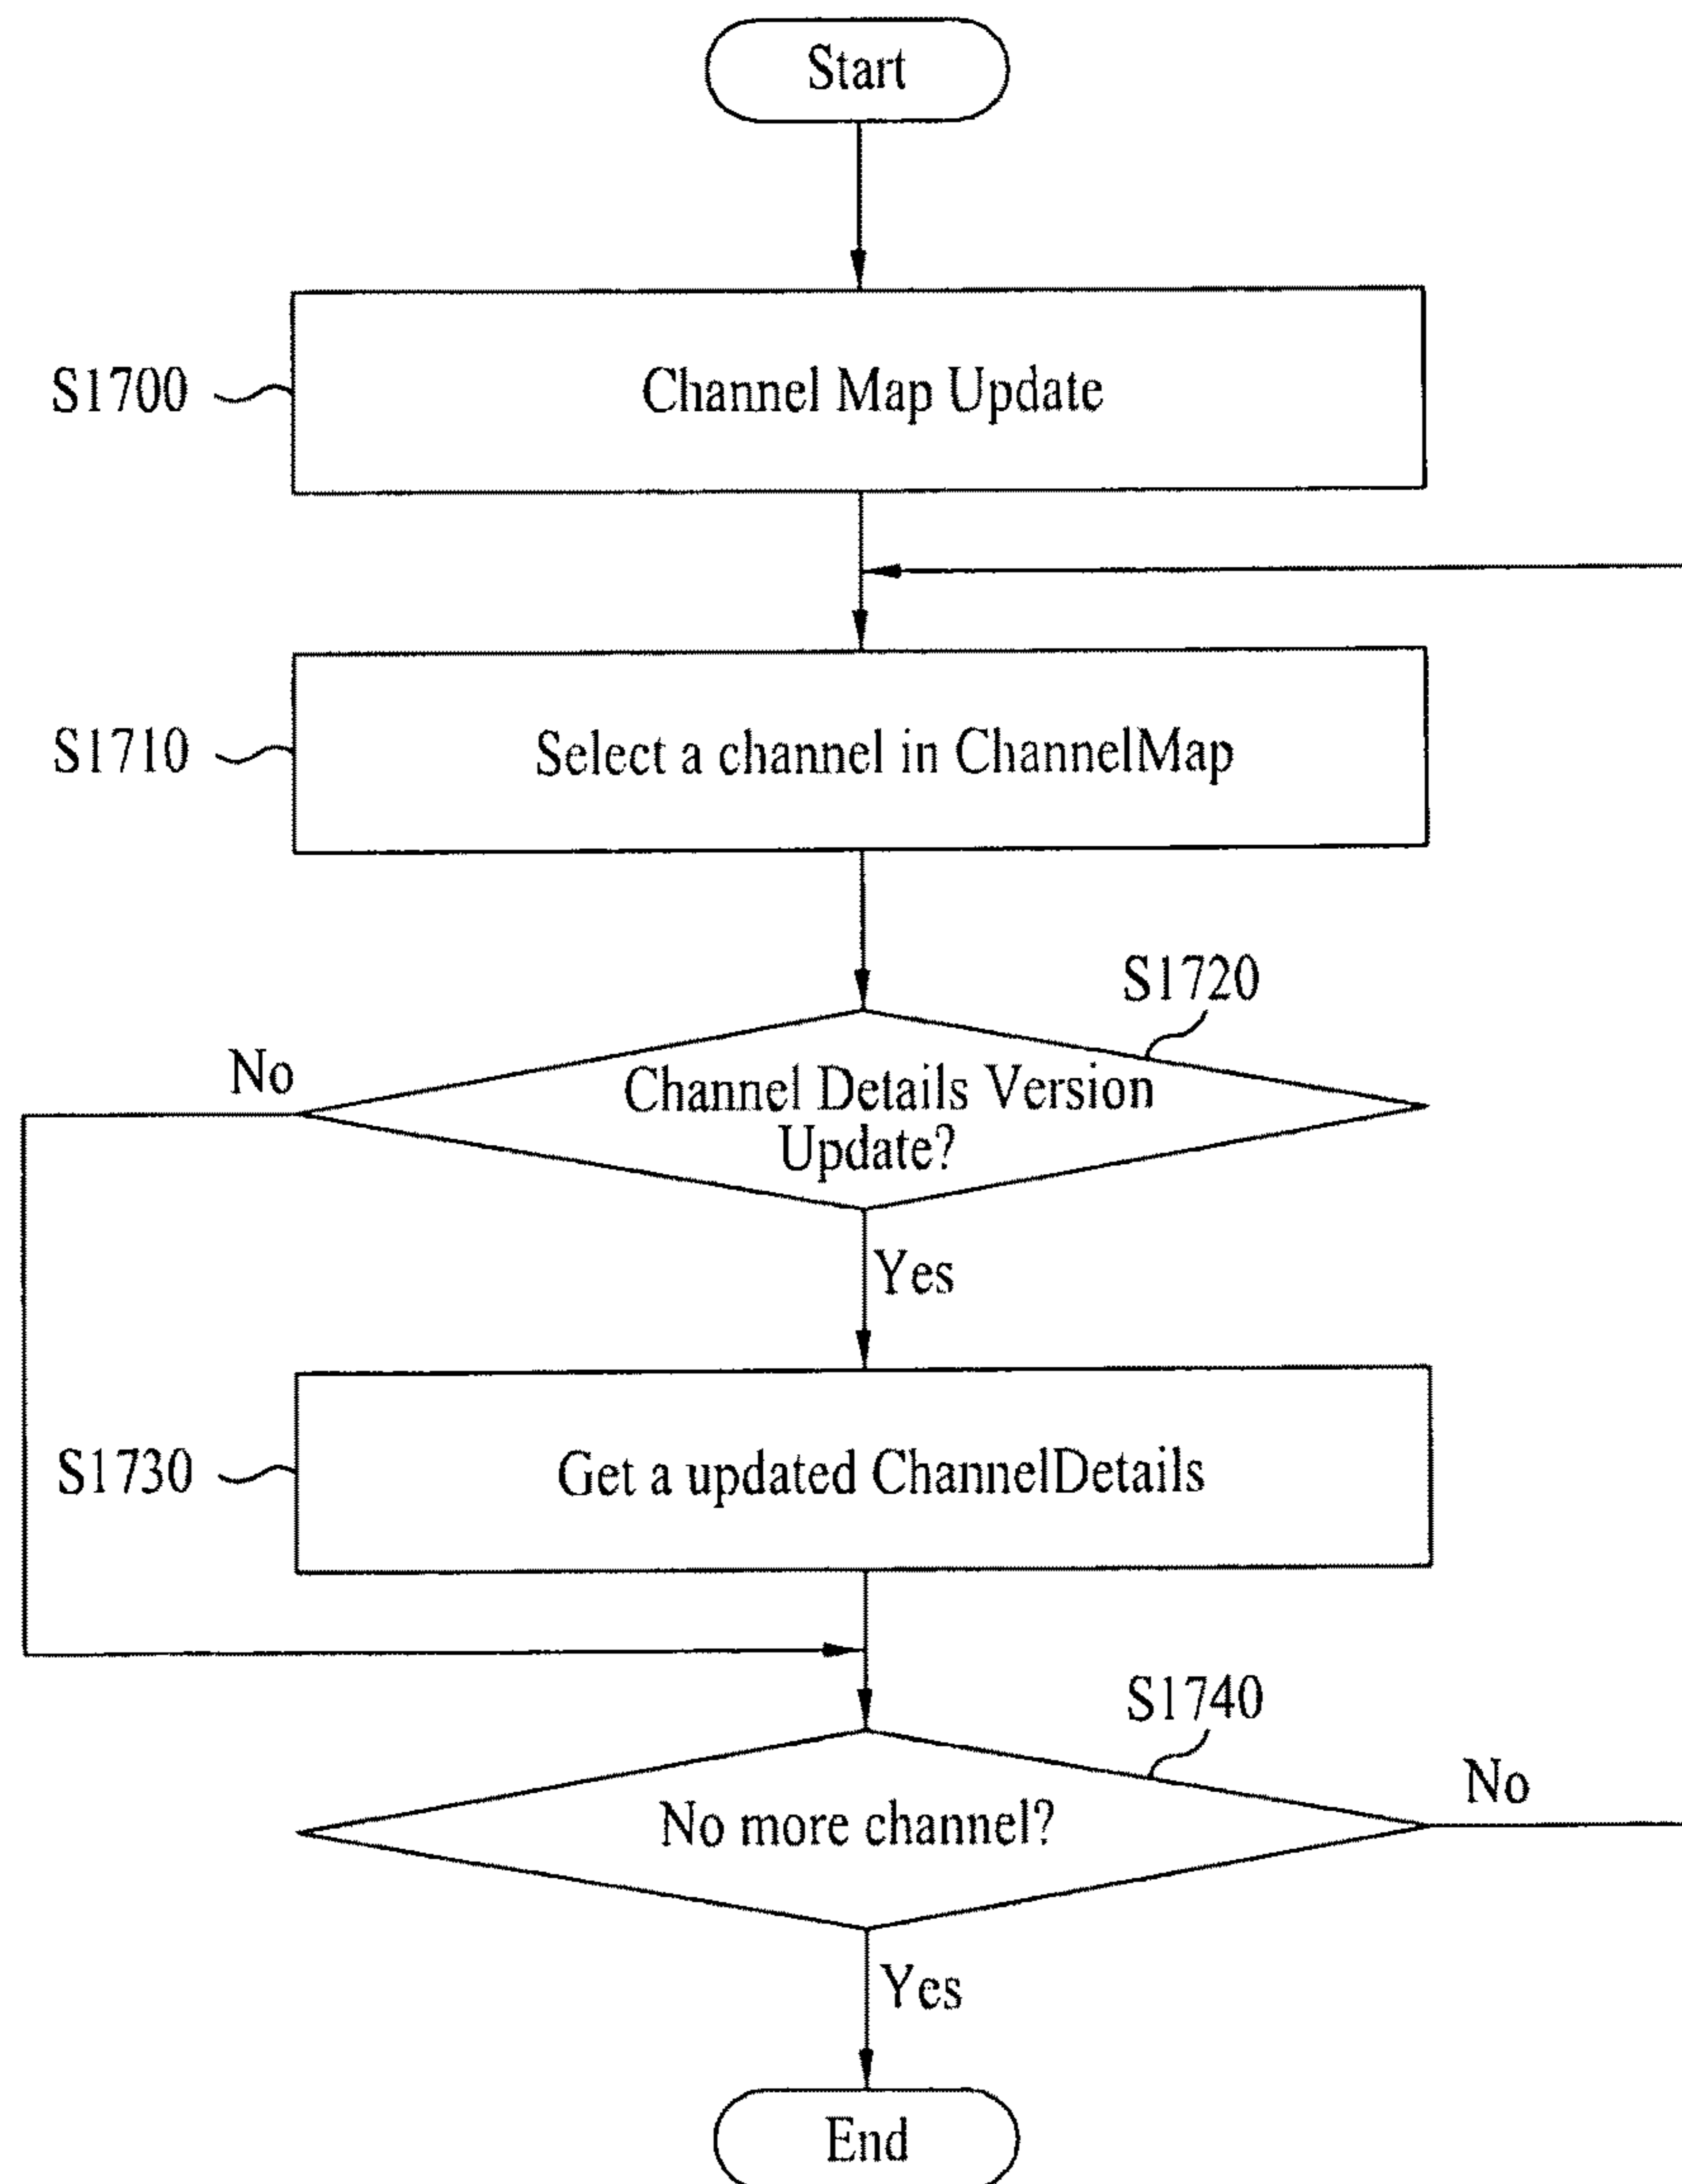 Start
S1700
Channel Map Update
S1710
Select a channel in ChannelMap
S1720
No
Channel Details Version
Update?
Yes
S1730
Get a updated ChannelDetails
S1740
No
No more channel?
Yes
End